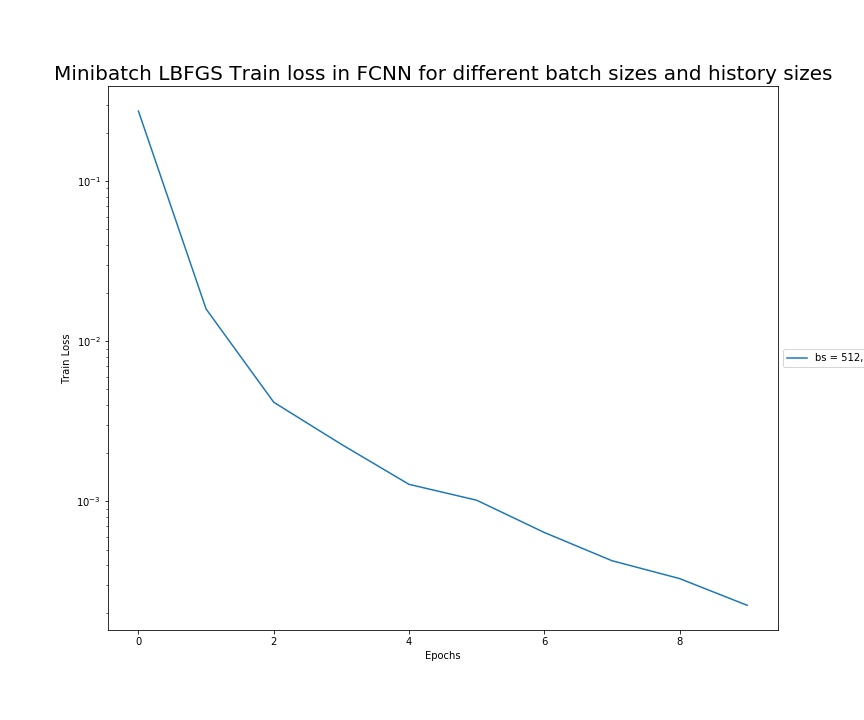 Minibatch LBFGS Train loss in FCNN for different batch sizes and history sizes
10⁻¹
10⁻²
10⁻³
Train Loss
bs = 512,
0 2 4 6 8
Epochs